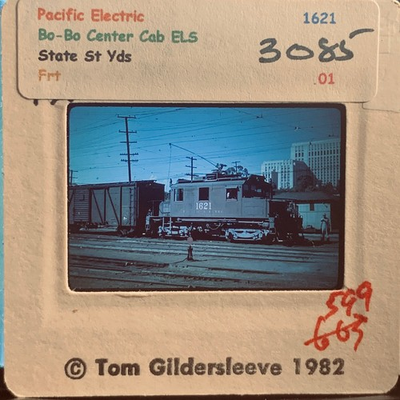 Pacific Electric 1621
Bo-Bo Center Cab ELS
State St Yds 3085
Frt .01
1621
599
663
© Tom Gildersleeve 1982